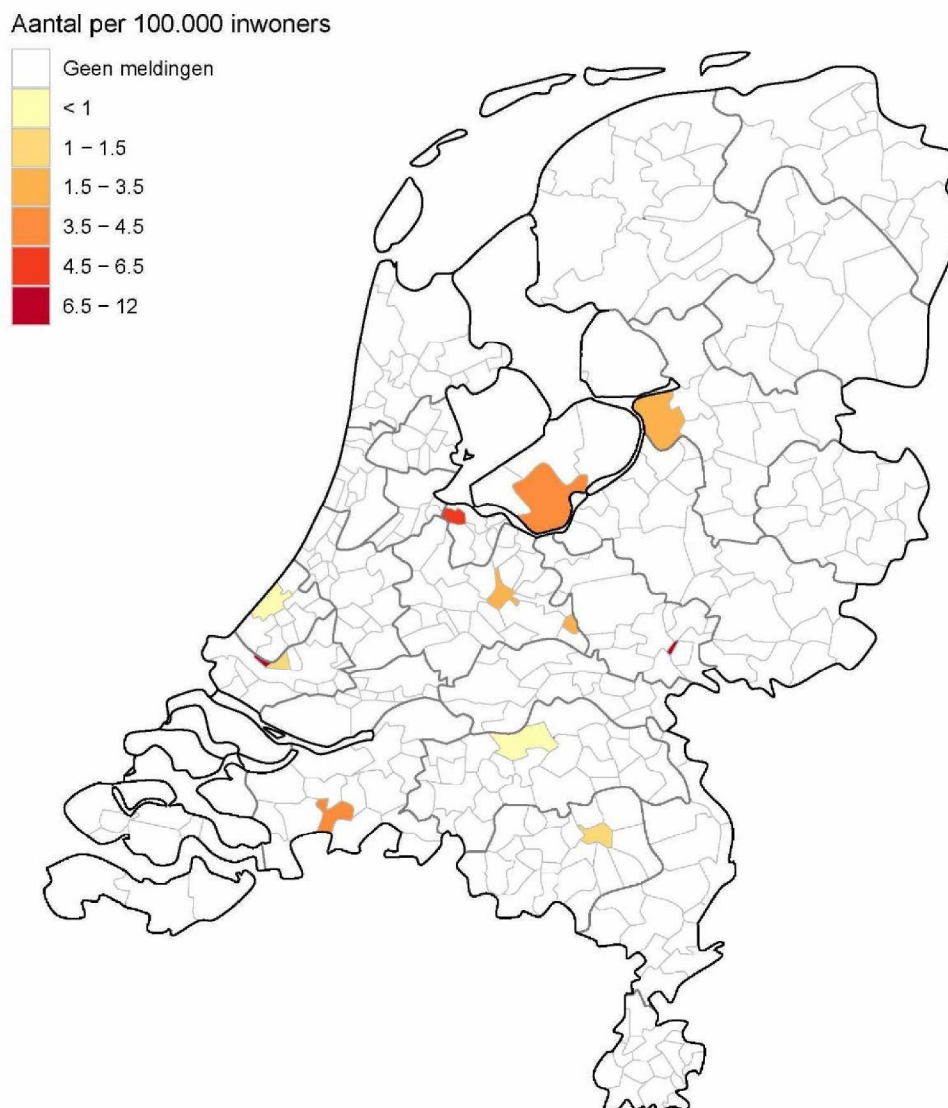 Aantal per 100.000 inwoners
Geen meldingen
< 1
1 – 1.5
1.5 – 3.5
3.5 – 4.5
4.5 – 6.5
6.5 – 12